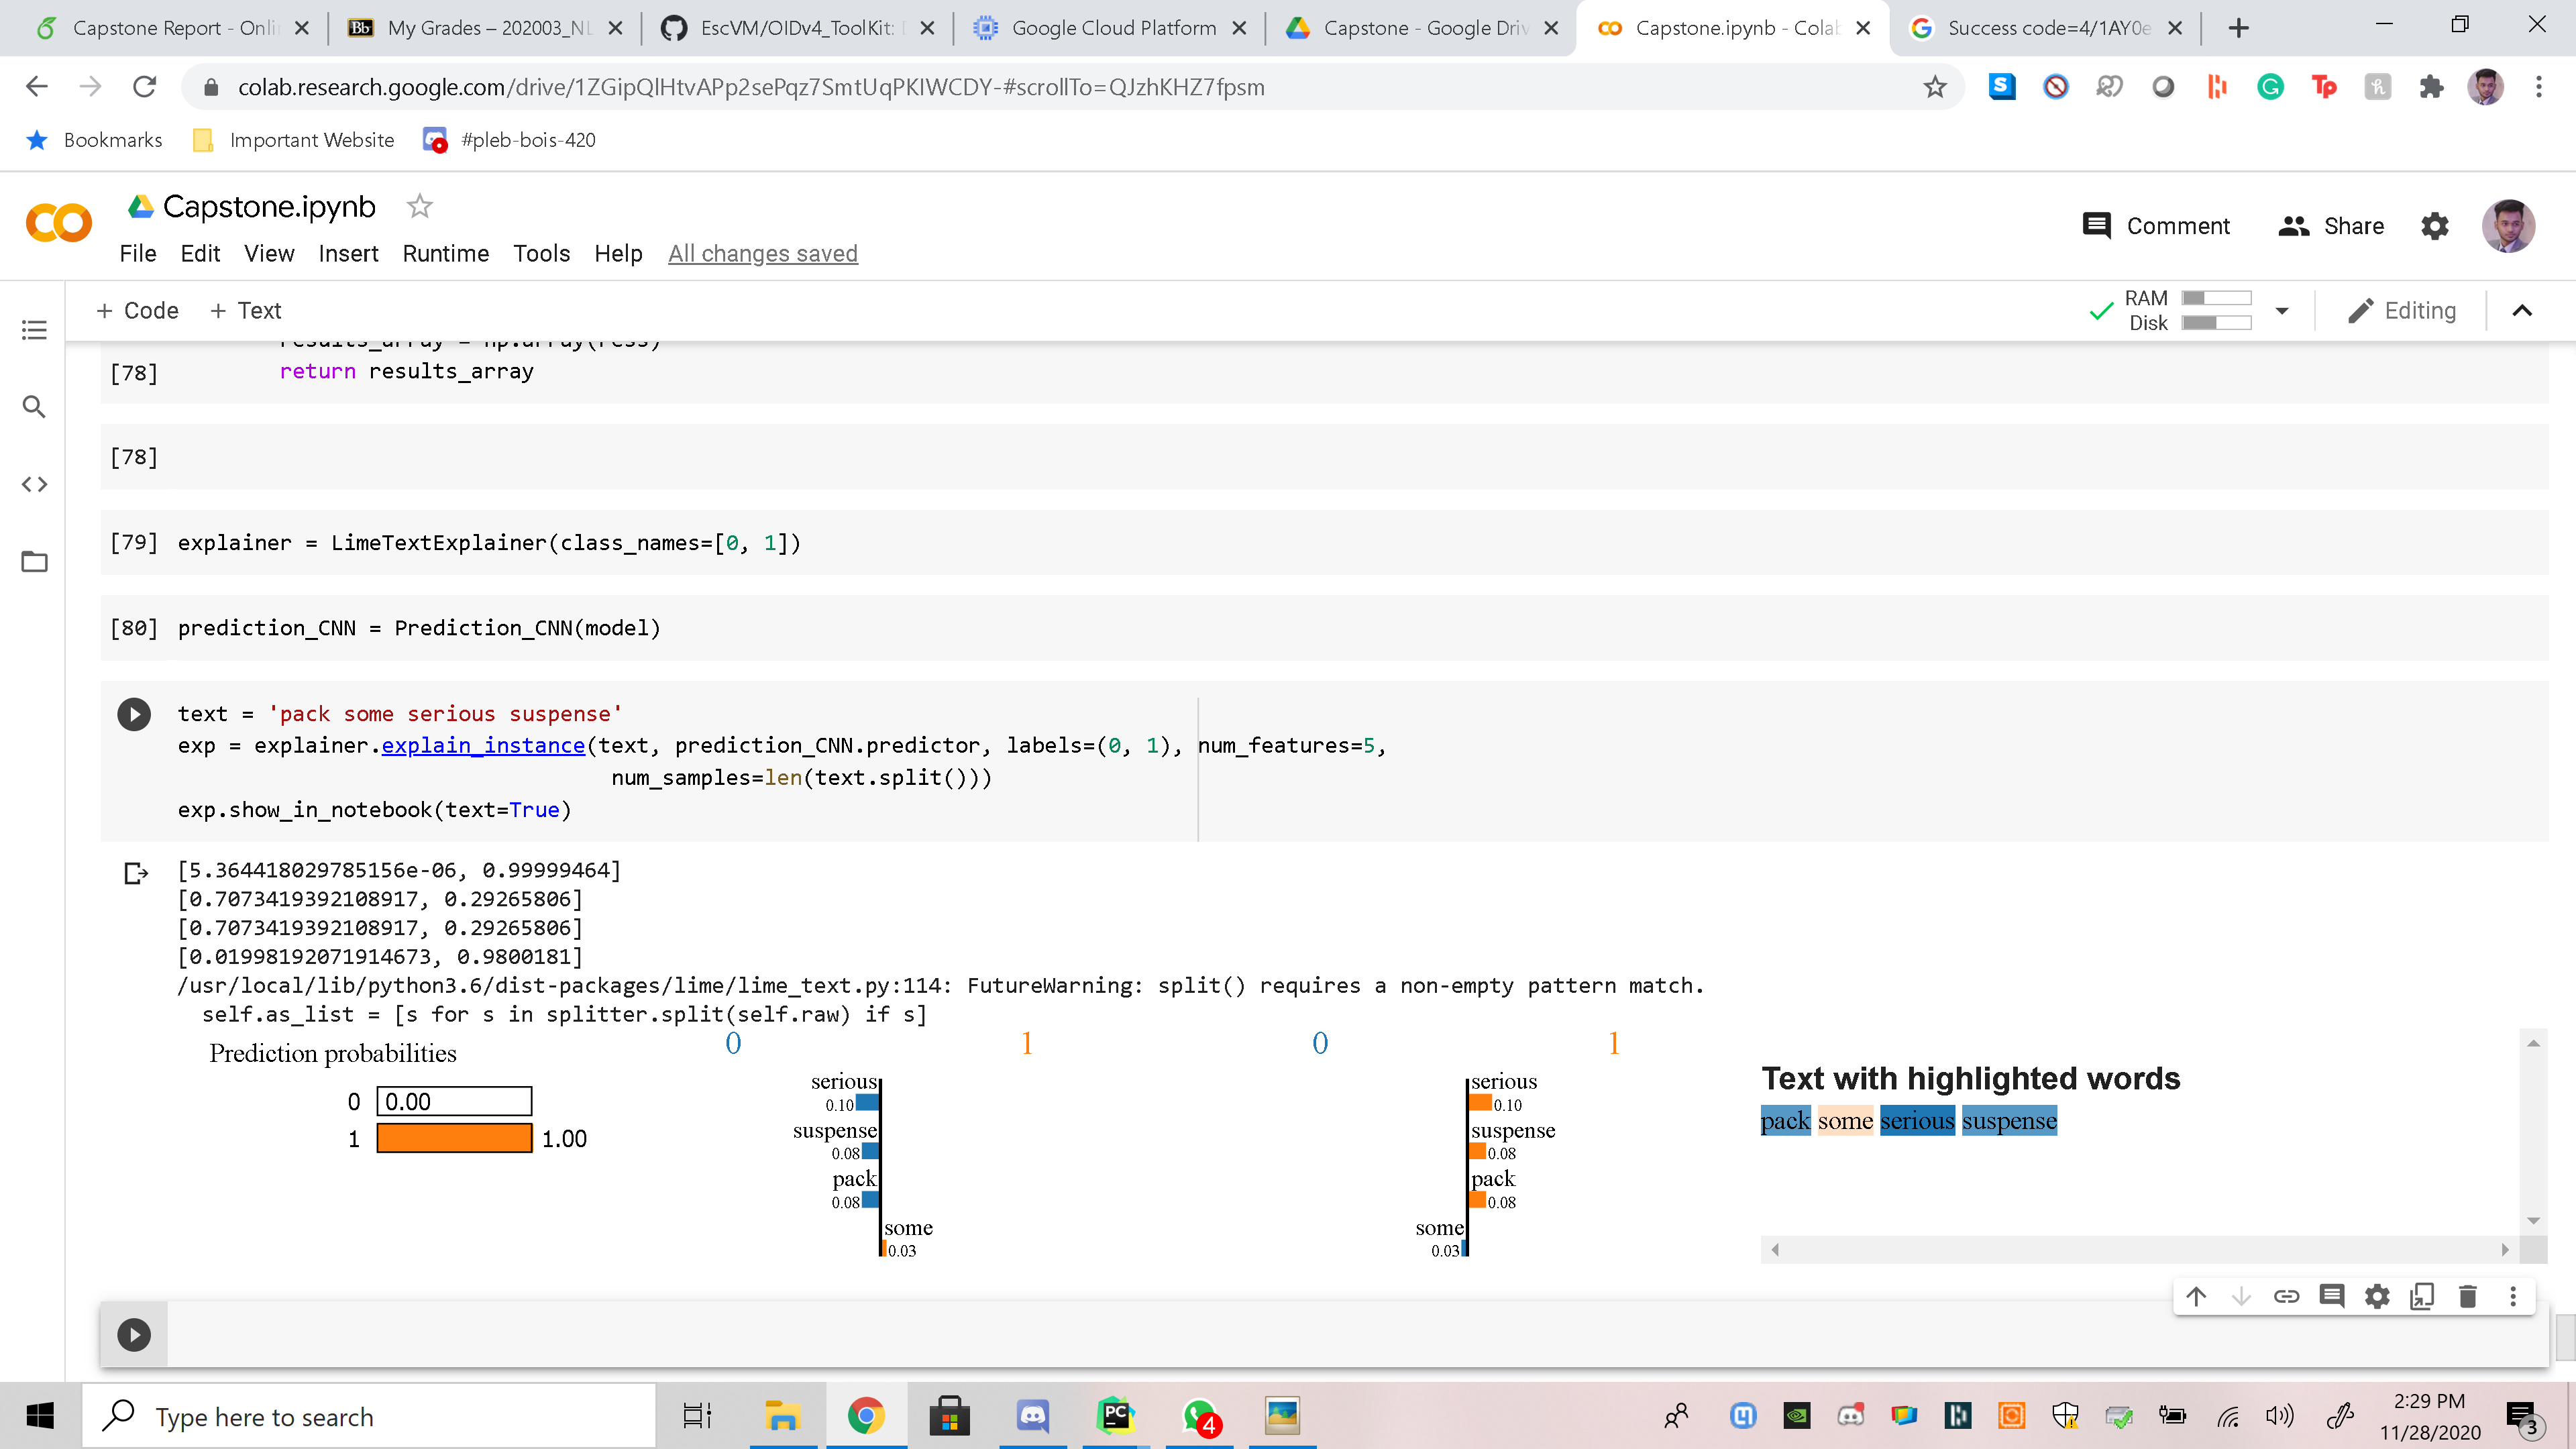 Capstone Report - Onli
My Grades – 202003_NL
EscVM/OIDv4_ToolKit:
Google Cloud Platform
Capstone - Google Driv
Capstone.ipynb - Colab
Success code=4/1AY0e
colab.research.google.com/drive/1ZGipQlHtvAPp2sePqz7SmtUqPKIWCDY-#scrollTo=QJzhKHZ7fpsm
Bookmarks
Important Website
#pleb-bois-420
Capstone.ipynb
Comment
Share
File Edit View Insert Runtime Tools Help All changes saved
+ Code + Text
RAM
Disk
Editing
results_array = np.array(ress)
[78] return results_array
[78]
[79] explainer = LimeTextExplainer(class_names=[0, 1])
[80] prediction_CNN = Prediction_CNN(model)
text = 'pack some serious suspense'
exp = explainer.explain_instance(text, prediction_CNN.predictor, labels=(0, 1), num_features=5,
num_samples=len(text.split()))
exp.show_in_notebook(text=True)
[5.364418029785156e-06, 0.99999464]
[0.7073419392108917, 0.29265806]
[0.7073419392108917, 0.29265806]
[0.01998192071914673, 0.9800181]
/usr/local/lib/python3.6/dist-packages/lime/lime_text.py:114: FutureWarning: split() requires a non-empty pattern match.
self.as_list = [s for s in splitter.split(self.raw) if s]
Prediction probabilities
0 0.00
1 1.00
0 1
serious
0.10
suspense
0.08
pack
0.08
some
0.03
0 1
serious
0.10
suspense
0.08
pack
0.08
some
0.03
Text with highlighted words
pack some serious suspense
Type here to search
4
2:29 PM
11/28/2020
3